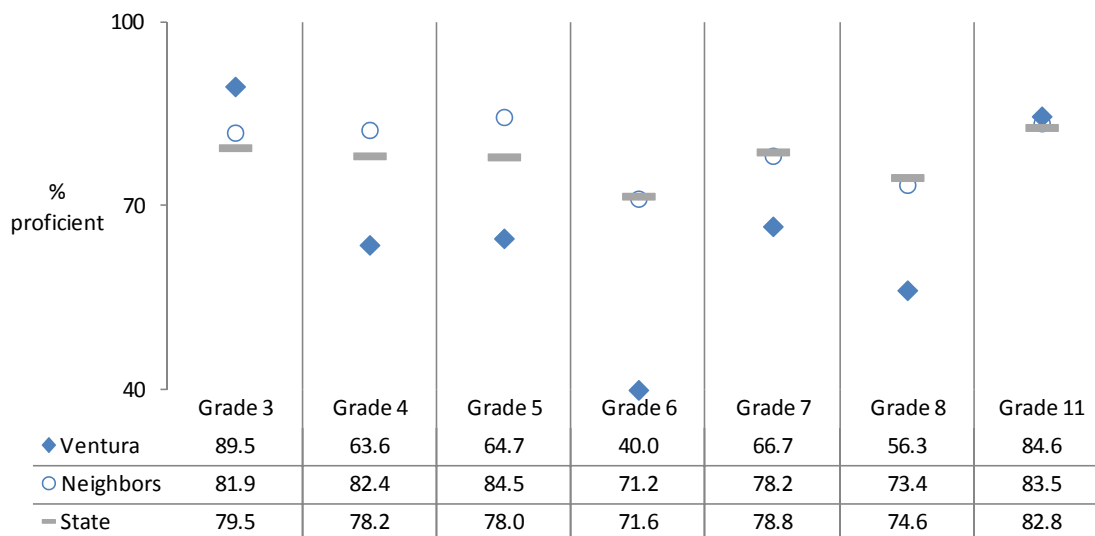 100
%
proficient
70
40
Grade 3 Grade 4 Grade 5 Grade 6 Grade 7 Grade 8 Grade 11
Ventura 89.5 63.6 64.7 40.0 66.7 56.3 84.6
Neighbors 81.9 82.4 84.5 71.2 78.2 73.4 83.5
State 79.5 78.2 78.0 71.6 78.8 74.6 82.8